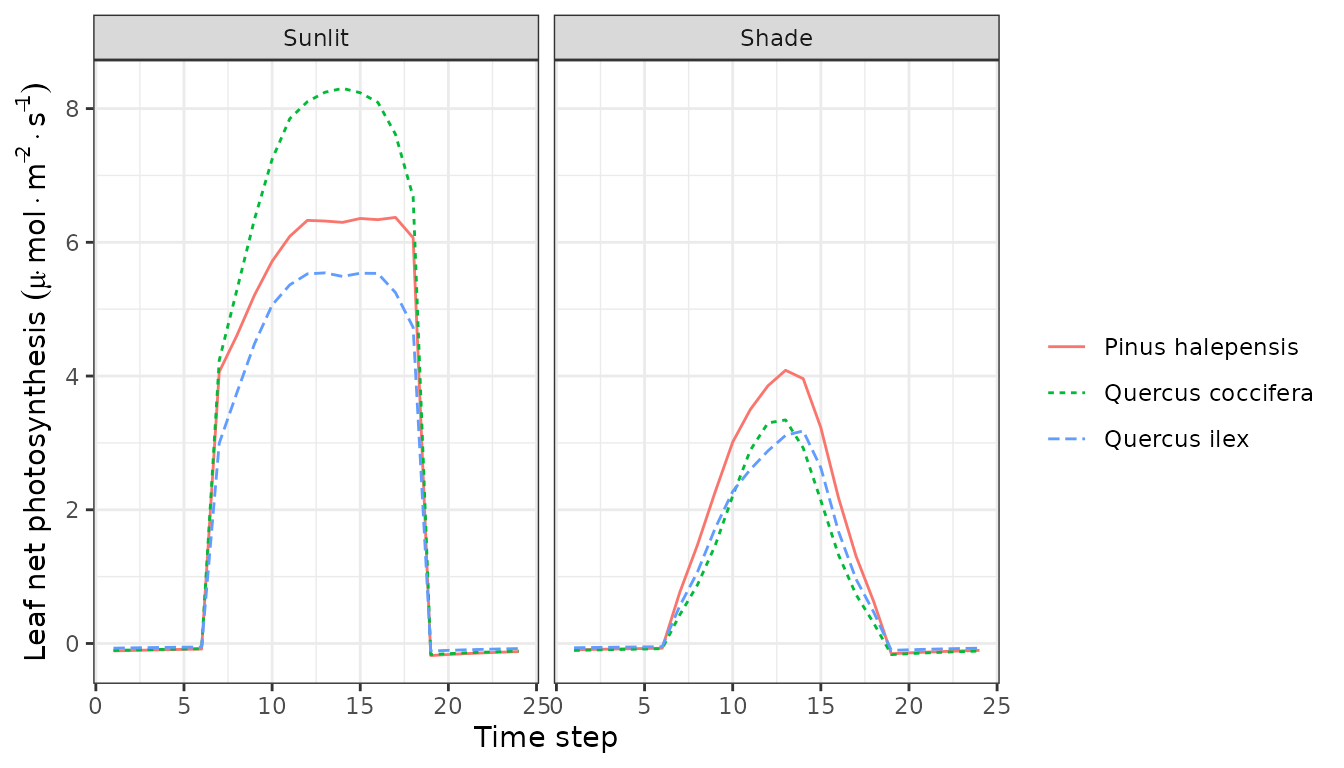 Sunlit
Shade
Leaf net photosynthesis (μ·mol·m⁻²·s⁻¹)
8
6
4
2
0
0 5 10 15 20 25
0 5 10 15 20 25
Time step
Pinus halepensis
Quercus coccifera
Quercus ilex